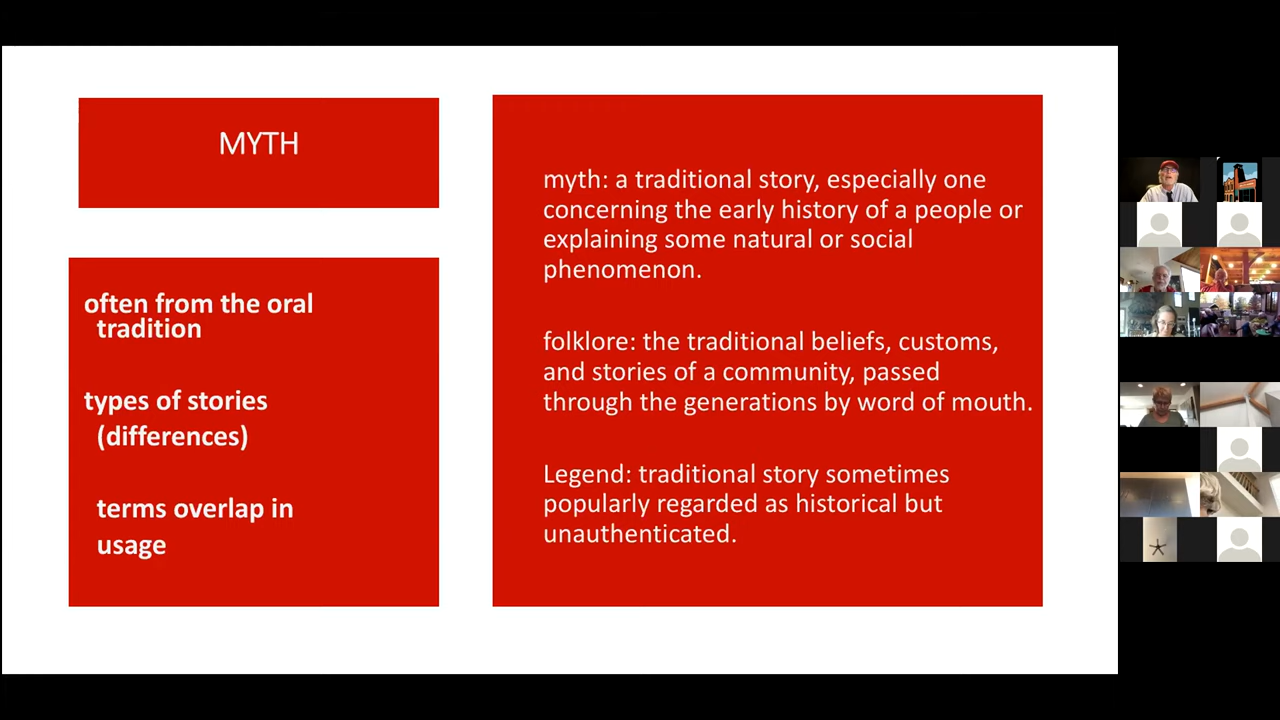 MYTH
often from the oral
tradition
types of stories
(differences)
terms overlap in
usage
myth: a traditional story, especially one
concerning the early history of a people or
explaining some natural or social
phenomenon.
folklore: the traditional beliefs, customs,
and stories of a community, passed
through the generations by word of mouth.
Legend: traditional story sometimes
popularly regarded as historical but
unauthenticated.